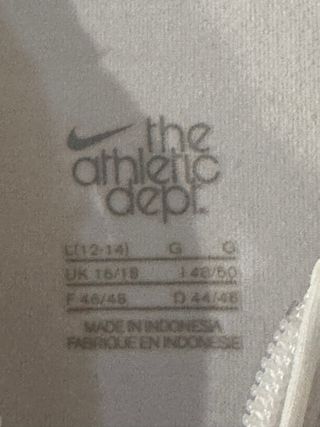 the
athletic
dept.
L(12-14) G G
UK 16/18 I 48/50
F 46/48 D 44/46
MADE IN INDONESIA
FABRIQUE EN INDONESIE